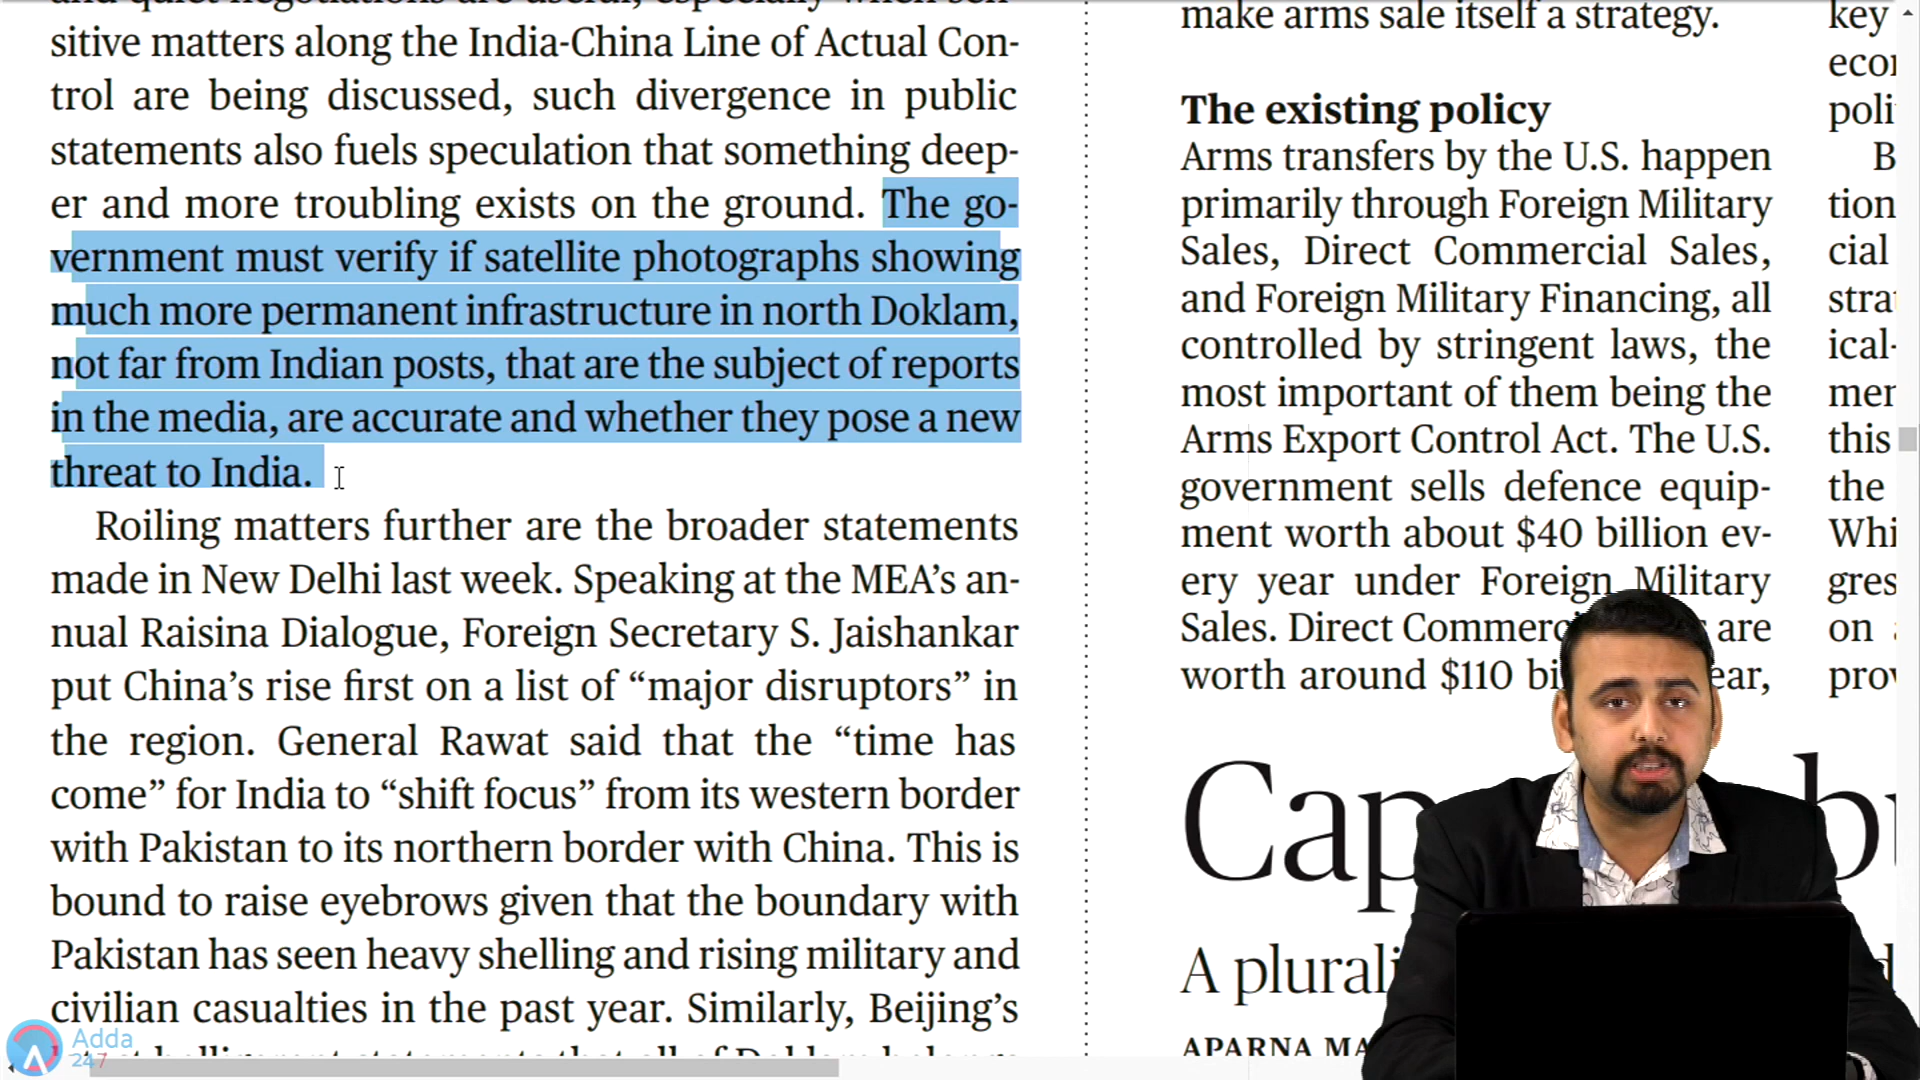 sitive matters along the India-China Line of Actual Con-
trol are being discussed, such divergence in public
statements also fuels speculation that something deep-
er and more troubling exists on the ground. The go-
vernment must verify if satellite photographs showing
much more permanent infrastructure in north Doklam,
not far from Indian posts, that are the subject of reports
in the media, are accurate and whether they pose a new
threat to India.
Roiling matters further are the broader statements
made in New Delhi last week. Speaking at the MEA’s an-
nual Raisina Dialogue, Foreign Secretary S. Jaishankar
put China’s rise first on a list of “major disruptors” in
the region. General Rawat said that the “time has
come” for India to “shift focus” from its western border
with Pakistan to its northern border with China. This is
bound to raise eyebrows given that the boundary with
Pakistan has seen heavy shelling and rising military and
civilian casualties in the past year. Similarly, Beijing’s
make arms sale itself a strategy.
The existing policy
Arms transfers by the U.S. happen
primarily through Foreign Military
Sales, Direct Commercial Sales,
and Foreign Military Financing, all
controlled by stringent laws, the
most important of them being the
Arms Export Control Act. The U.S.
government sells defence equip-
ment worth about $40 billion ev-
ery year under Foreign Military
Sales. Direct are
worth around $110
A
APARNA
key
B
cial
this
the
on
Adda
247